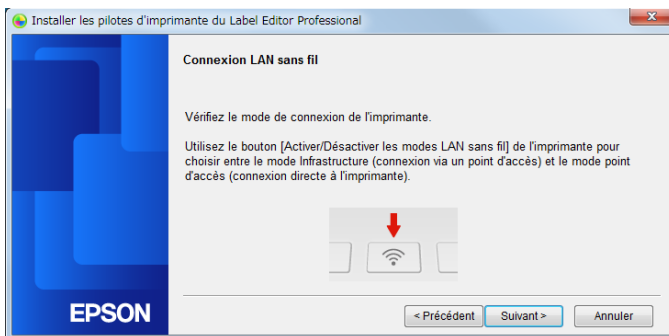 Installer les pilotes d'imprimante du Label Editor Professional
Connexion LAN sans fil
Vérifiez le mode de connexion de l'imprimante.
Utilisez le bouton [Activer/Désactiver les modes LAN sans fil] de l'imprimante pour
choisir entre le mode Infrastructure (connexion via un point d'accès) et le mode point
d'accès (connexion directe à l'imprimante).
EPSON
< Précédent
Suivant >
Annuler